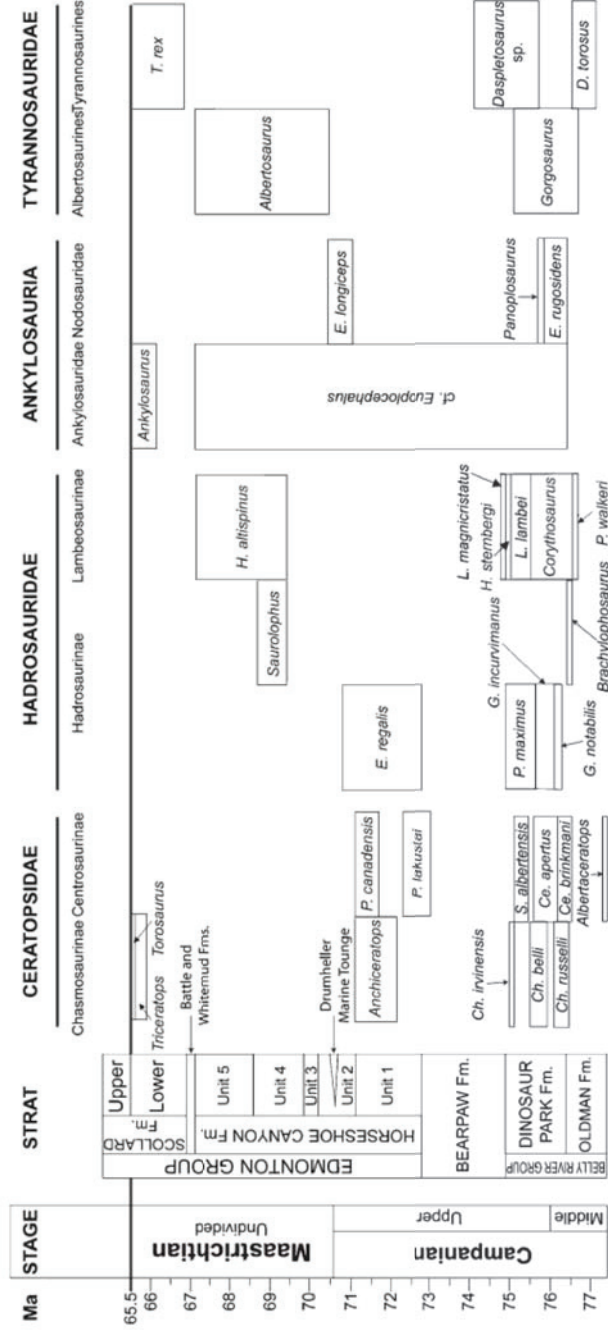 Ma STAGE STRAT CERATOPSIDAE HADROSAURIDAE ANKYLOSAURIA TYRANNOSAURIDAE
Chasmosaurinae Centrosaurinae Hadrosaurinae Lambeosaurinae Ankylosauridae Nodosauridae Albertosaurines Tyrannosaurines
65.5
66
67
68
69
70
71
72
73
74
75
76
77
Maastrichtian
Undivided
Campanian
Upper
Middle
EDMONTON GROUP
BELLY RIVER GROUP
SCOLLARD
Fm.
HORSESHOE CANYON Fm.
Upper
Lower
Unit 5
Unit 4
Unit 3
Unit 2
Unit 1
BEARPAW Fm.
DINOSAUR
PARK Fm.
OLDMAN Fm.
Battle and
Whitemud Fms.
Drumheller
Marine Tounge
Triceratops
Torosaurus
Anchiceratops
P. canadensis
P. lakustai
Ch. irvinensis
Ch. belli
Ch. russelli
S. albertensis
Ce. apertus
Ce. brinkmani
Albertaceratops
E. regalis
Saurolophus
H. altispinus
P. maximus
G. incurvimanus
G. notabilis
Brachylophosaurus
L. magnicristatus
H. sternbergi
L. lambei
Corythosaurus
P. walkeri
Ankylosaurus
cf. Euoplocephalus
E. longiceps
Panoplosaurus
E. rugosidens
T. rex
Albertosaurus
Daspletosaurus
sp.
Gorgosaurus
D. torosus